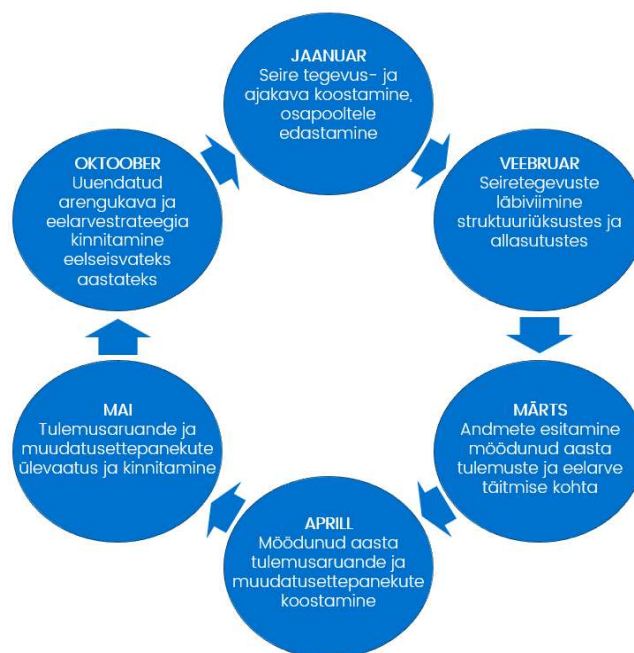 JAANUAR
Seire tegevus- ja
ajakava koostamine,
osapooltele
edastamine
VEEBRUAR
Seiretegevuste
läbiviimine
struktuuriüksustes ja
allasutustes
MÄRTS
Andmete esitamine
möödunud aasta
tulemuste ja eelarve
täitmise kohta
APRILL
Möödunud aasta
tulemusaruande ja
muudatusettepanekute
koostamine
MAI
Tulemusaruande ja
muudatusettepanekute
ülevaatus ja kinnitamine
OKTOOBER
Uuendatud
arengukava ja
eelarvestrateegia
kinnitamine
eelseisvateks
aastateks